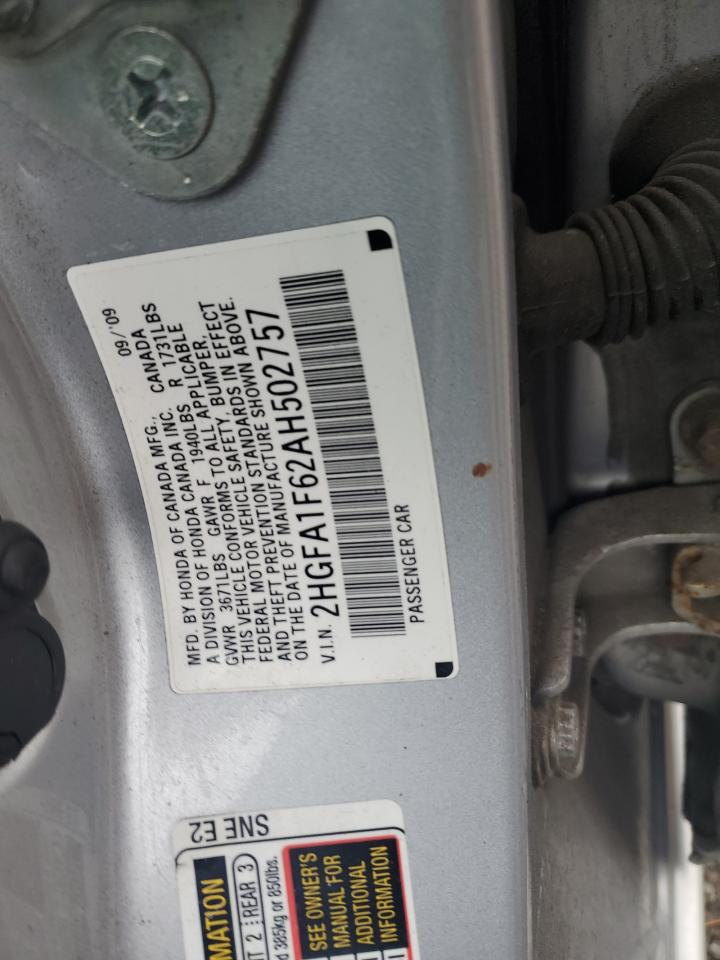 MFD. BY HONDA OF CANADA MFG., CANADA 09/'09
A DIVISION OF HONDA CANADA INC.
GVWR 3671LBS GAWR F 1940LBS R 1731LBS
THIS VEHICLE CONFORMS TO ALL APPLICABLE
FEDERAL MOTOR VEHICLE SAFETY, BUMPER,
AND THEFT PREVENTION STANDARDS IN EFFECT
ON THE DATE OF MANUFACTURE SHOWN ABOVE.
V.I.N. 2HGFA1F62AH502757
PASSENGER CAR
SNE E2
MATION
NT 2 REAR 3
d 385kg or 850lbs.
SEE OWNER'S
MANUAL FOR
ADDITIONAL
INFORMATION